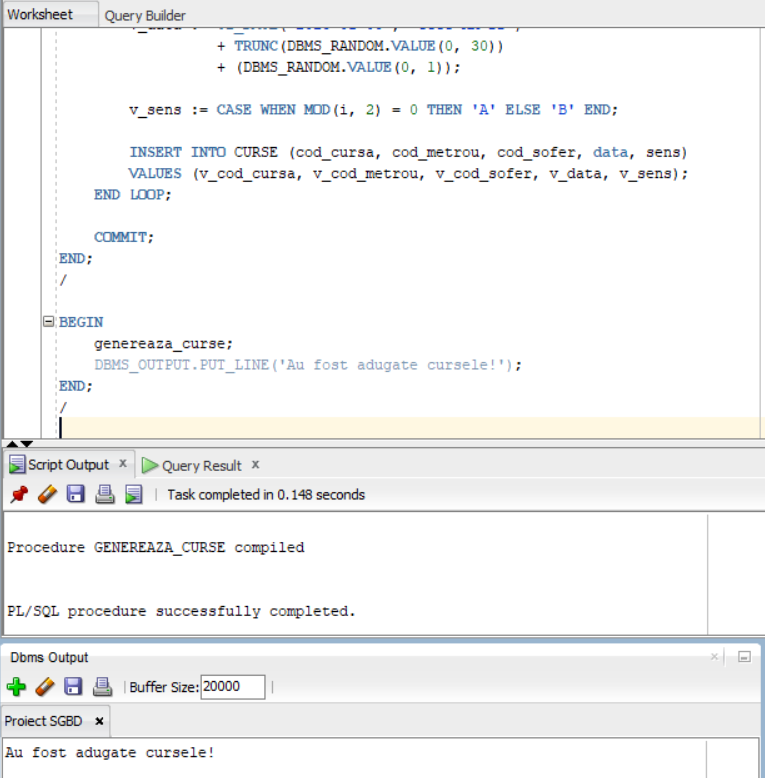 Worksheet Query Builder
+ TRUNC(DBMS_RANDOM.VALUE(0, 30))
+ (DBMS_RANDOM.VALUE(0, 1));
v_sens := CASE WHEN MOD(i, 2) = 0 THEN 'A' ELSE 'B' END;
INSERT INTO CURSE (cod_cursa, cod_metrou, cod_sofer, data, sens)
VALUES (v_cod_cursa, v_cod_metrou, v_cod_sofer, v_data, v_sens);
END LOOP;
COMMIT;
END;
/
BEGIN
genereaza_curse;
DBMS_OUTPUT.PUT_LINE('Au fost adugate cursele!');
END;
/
Script Output x Query Result x
Task completed in 0.148 seconds
Procedure GENEREAZA_CURSE compiled
PL/SQL procedure successfully completed.
Dbms Output
Buffer Size: 20000
Proiect SGBD x
Au fost adugate cursele!